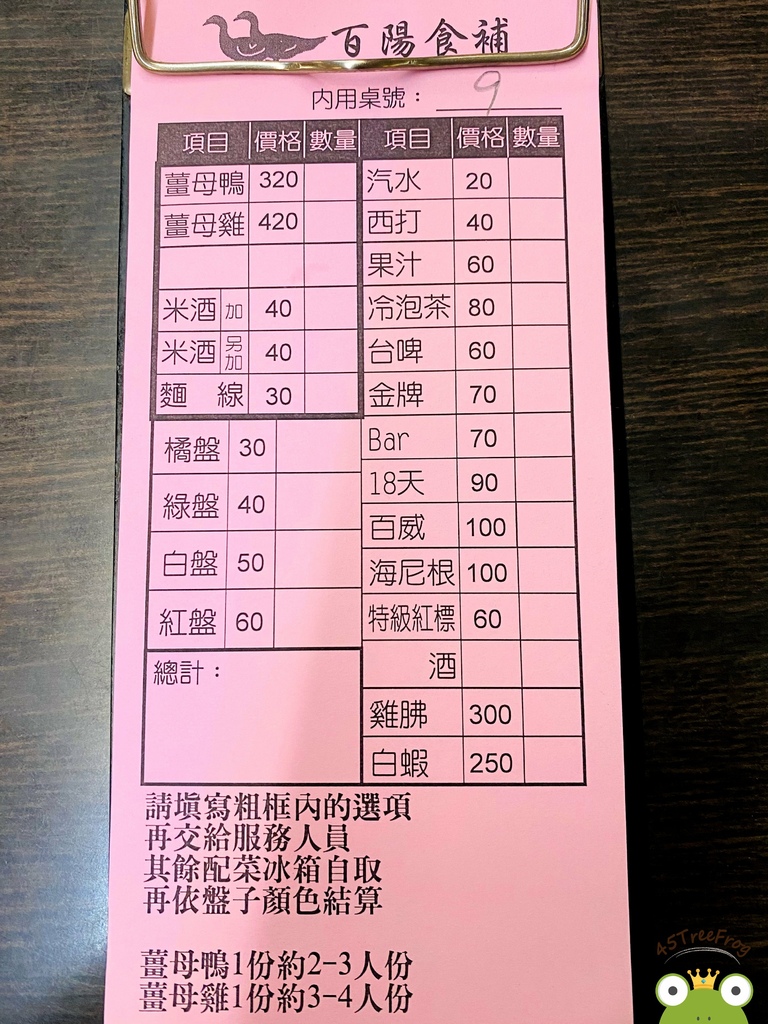 百陽食補
內用桌號： 9
項目 價格 數量 項目 價格 數量
薑母鴨 320 汽水 20
薑母雞 420 西打 40
果汁 60
米酒 加 40 冷泡茶 80
米酒 另加 40 台啤 60
麵 線 30 金牌 70
橘盤 30 Bar 70
綠盤 40 18天 90
百威 100
白盤 50 海尼根 100
紅盤 60 特級紅標 60
總計： 酒
雞胇 300
白蝦 250
請填寫粗框內的選項
再交給服務人員
其餘配菜冰箱自取
再依盤子顏色結算
薑母鴨1份約2-3人份
薑母雞1份約3-4人份
45TreeFrog